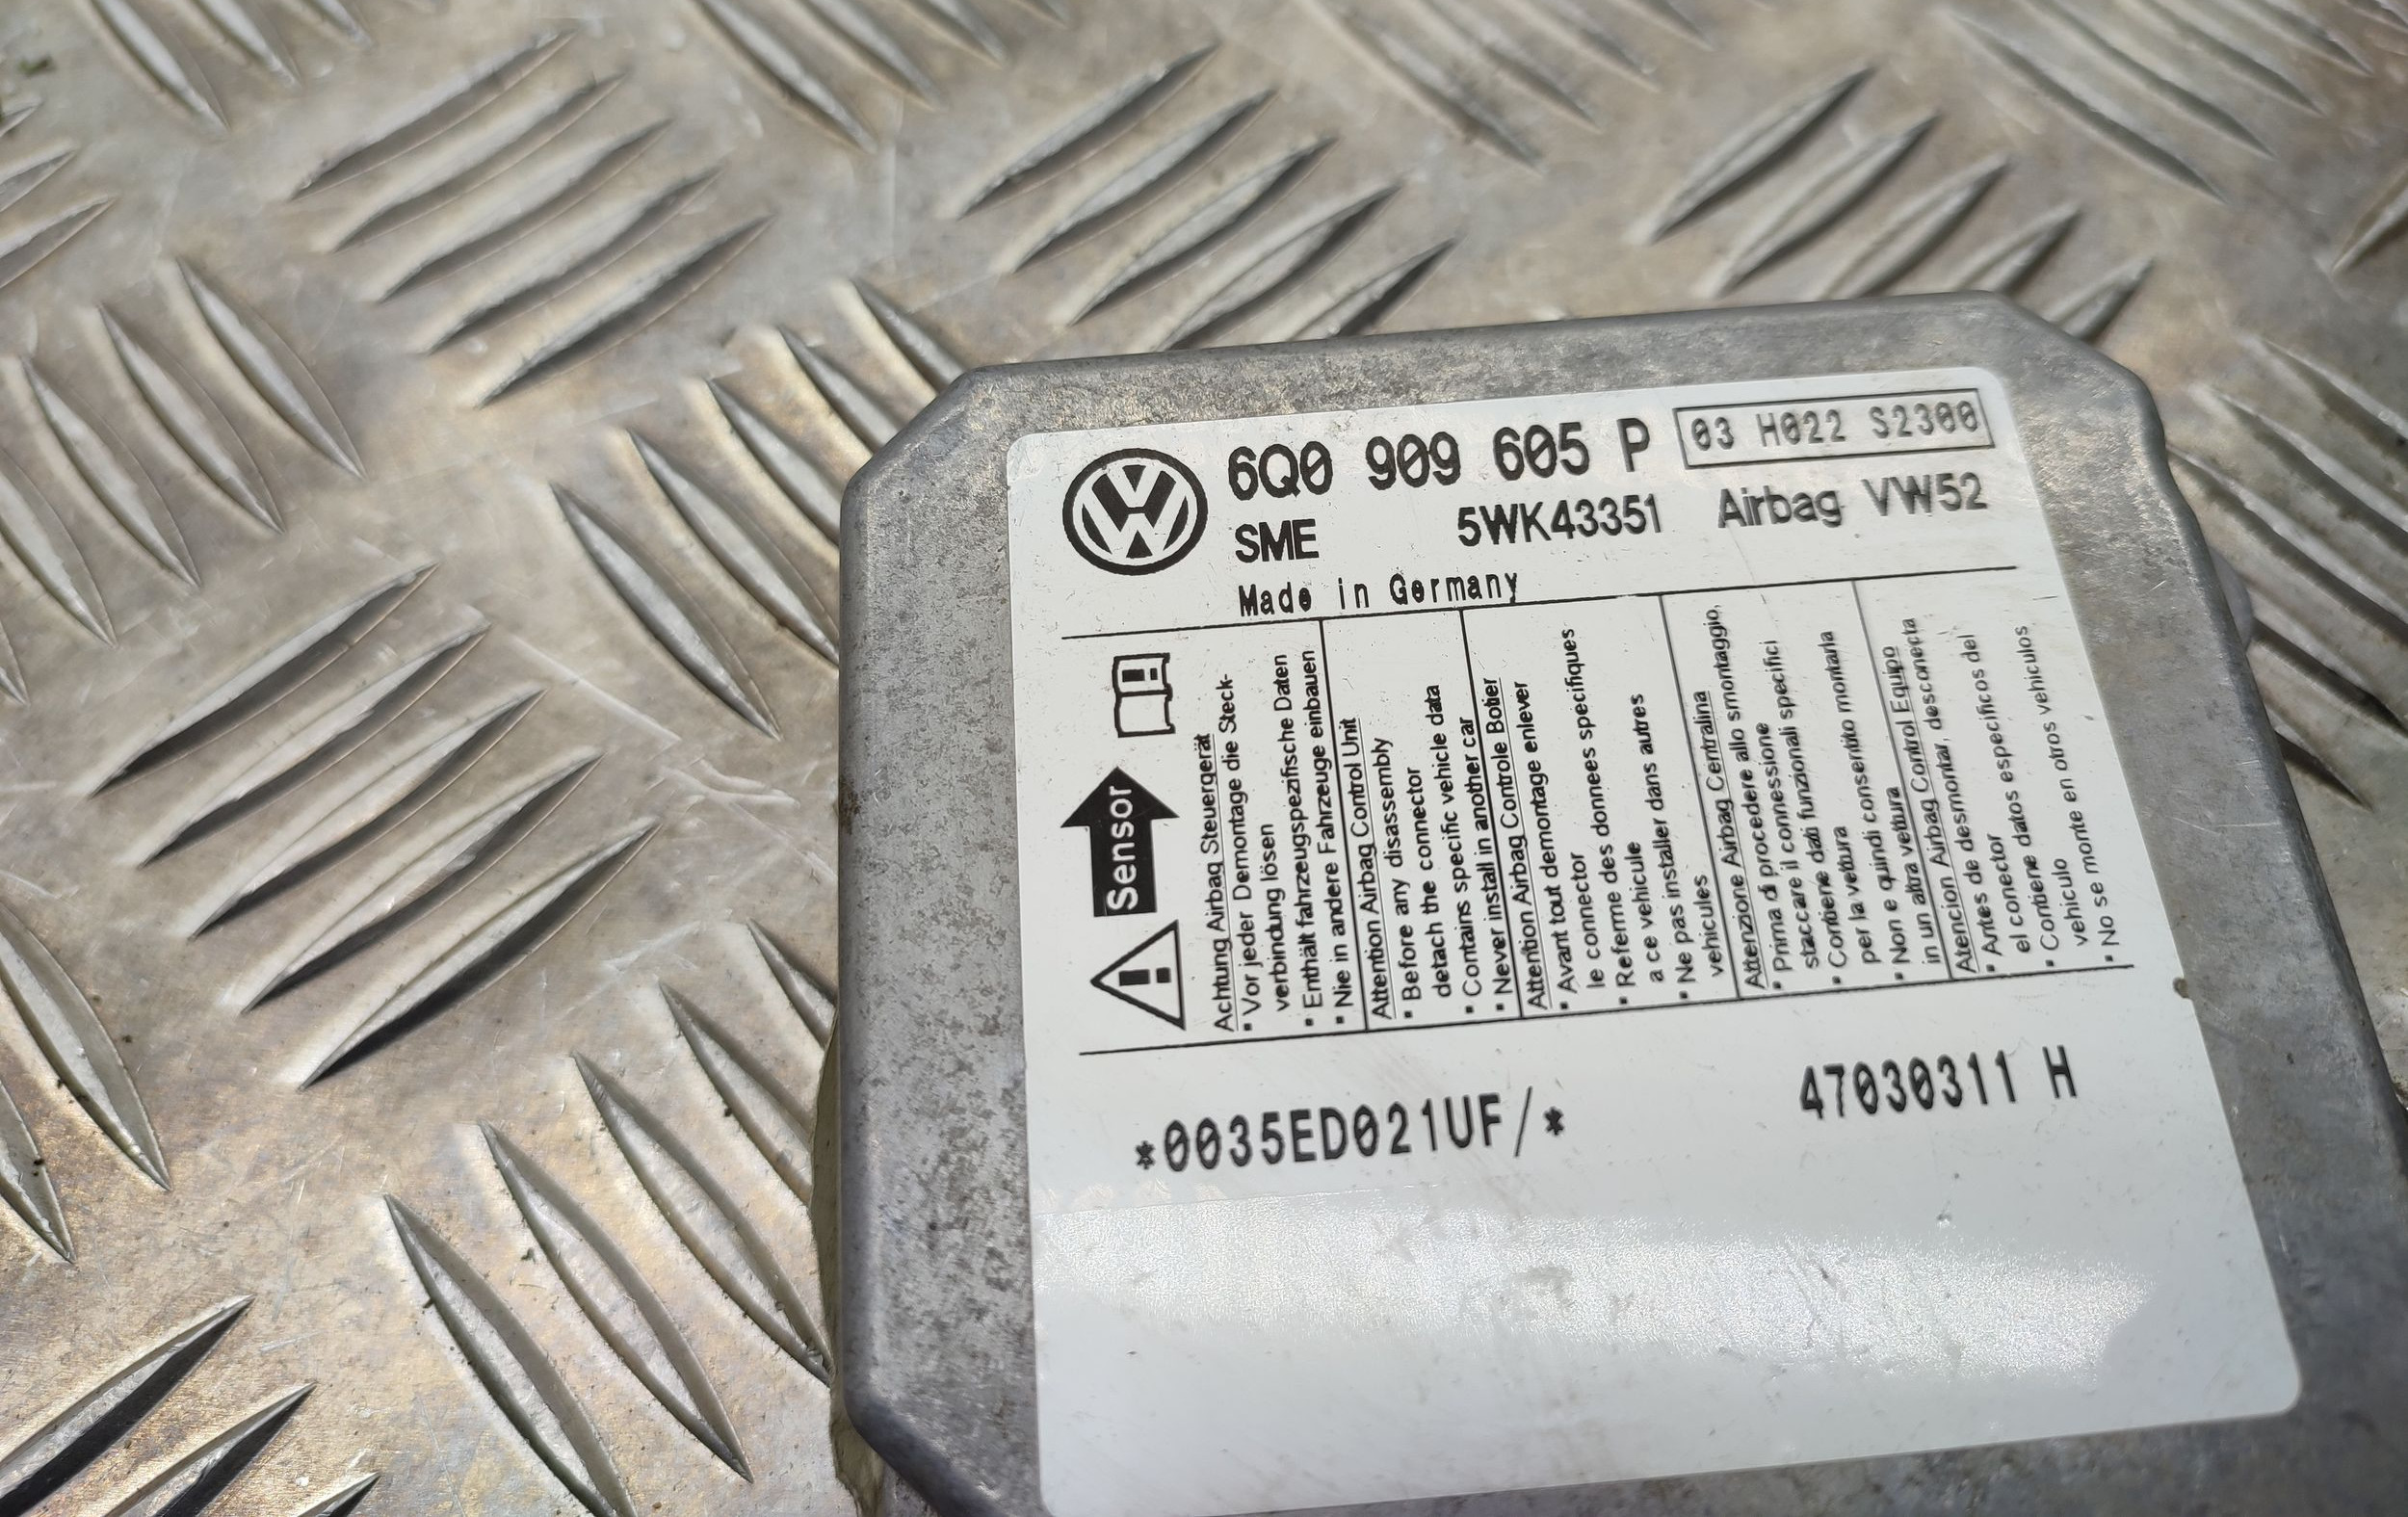 6Q0 909 605 P 03 H022 S2300
SME 5WK43351 Airbag VW52
Made in Germany
Sensor
Achtung Airbag Steuergerät
• Vor jeder Demontage die Steck-
verbindung lösen
• Enthält fahrzeugspezifische Daten
• Nie in andere Fahrzeuge einbauen
Attention Airbag Control Unit
• Before any disassembly
detach the connector
• Contains specific vehicle data
• Never install in another car
Attention Airbag Controle Boîtier
• Avant tout demontage enlever
le connector
• Referme des donnees specifiques
a ce vehicule
• Ne pas installer dans autres
vehicules
Attenzione Airbag Centralina
• Prima di procedere allo smontaggio,
staccare il connessione
• Contiene dati funzionali specifici
per la vettura
• Non e quindi consentito montarla
in un altra vettura
Atencion Airbag Control Equipo
• Antes de desmontar, desconecta
el conector
• Contiene datos especificos del
vehiculo
• No se monte en otros vehiculos
*0035ED021UF/* 47030311 H